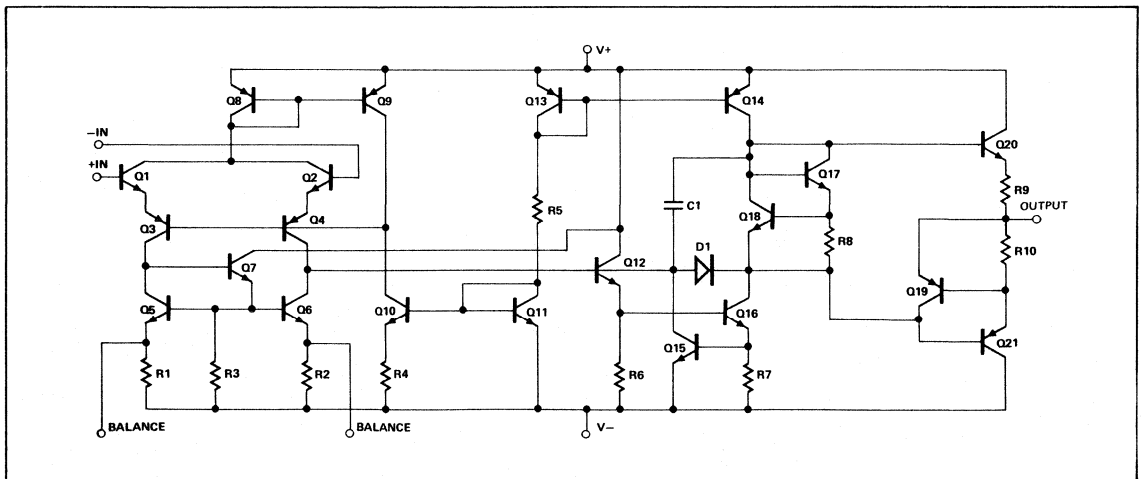 V+
Q8
Q9
Q13
Q14
−IN
+IN
Q1
Q2
Q20
Q17
R9
Q3
Q4
R5
C1
Q18
OUTPUT
R8
R10
Q7
Q12
D1
Q19
Q5
Q6
Q10
Q11
Q16
Q15
Q21
R1
R3
R2
R4
R6
R7
BALANCE
BALANCE
V−